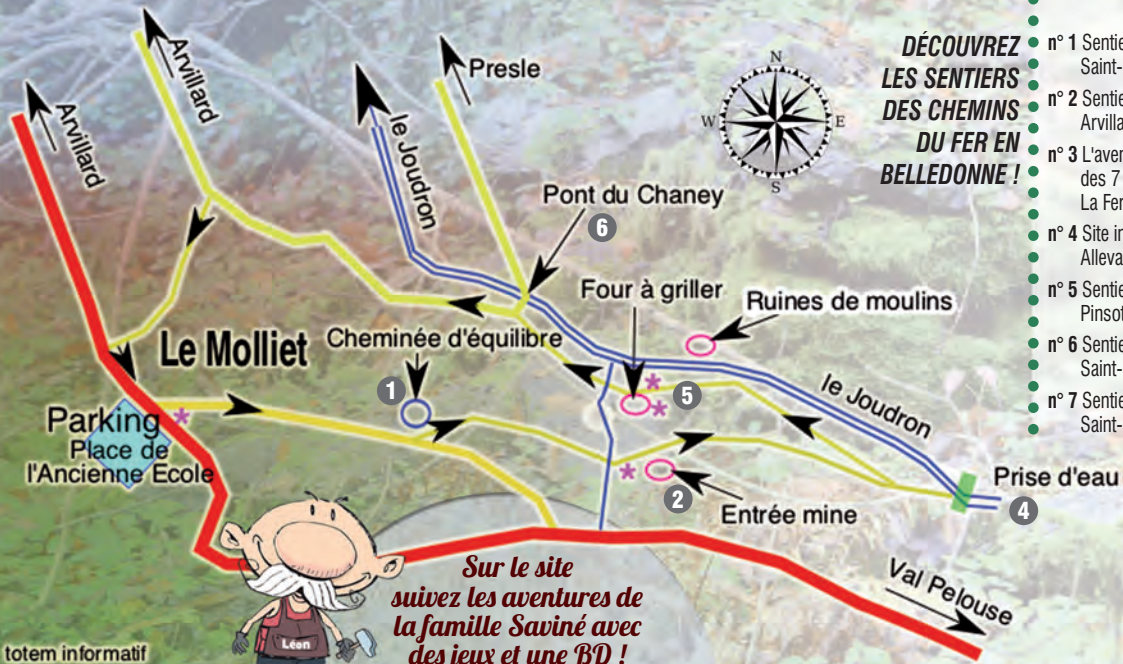 Arvillard
Arvillard
le Joudron
Presle
N
W
E
S
DÉCOUVREZ
LES SENTIERS
DES CHEMINS
DU FER EN
BELLEDONNE !
n° 1 Sentie
Saint-
n° 2 Sentie
Arvilla
n° 3 L'aven
des 7
La Fer
n° 4 Site in
Alleva
n° 5 Sentie
Pinsot
n° 6 Sentie
Saint-
n° 7 Sentie
Saint-
Pont du Chaney
6
Four à griller
Ruines de moulins
Le Molliet
Cheminée d'équilibre
1
5
le Joudron
Parking
Place de
l'Ancienne Ecole
Prise d'eau
4
2
Entrée mine
Val Pelouse
Sur le site
suivez les aventures de
la famille Saviné avec
des jeux et une BD !
Léon
totem informatif